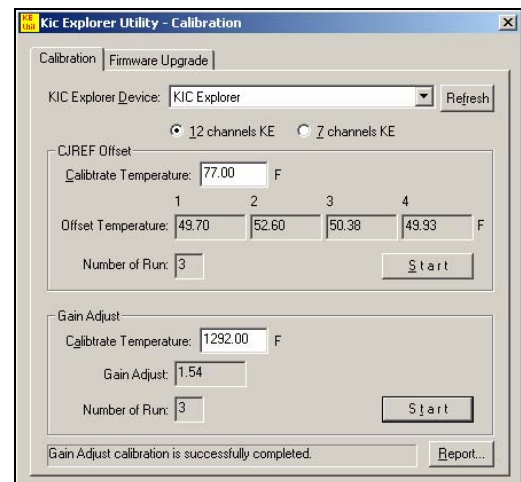 KE Util Kic Explorer Utility - Calibration
Calibration Firmware Upgrade
KIC Explorer Device: KIC Explorer Refresh
12 channels KE 7 channels KE
CJREF Offset
Calibtrate Temperature: 77.00 F
1 2 3 4
Offset Temperature: 49.70 52.60 50.38 49.93 F
Number of Run: 3 Start
Gain Adjust
Calibtrate Temperature: 1292.00 F
Gain Adjust: 1.54
Number of Run: 3 Start
Gain Adjust calibration is successfully completed. Report...